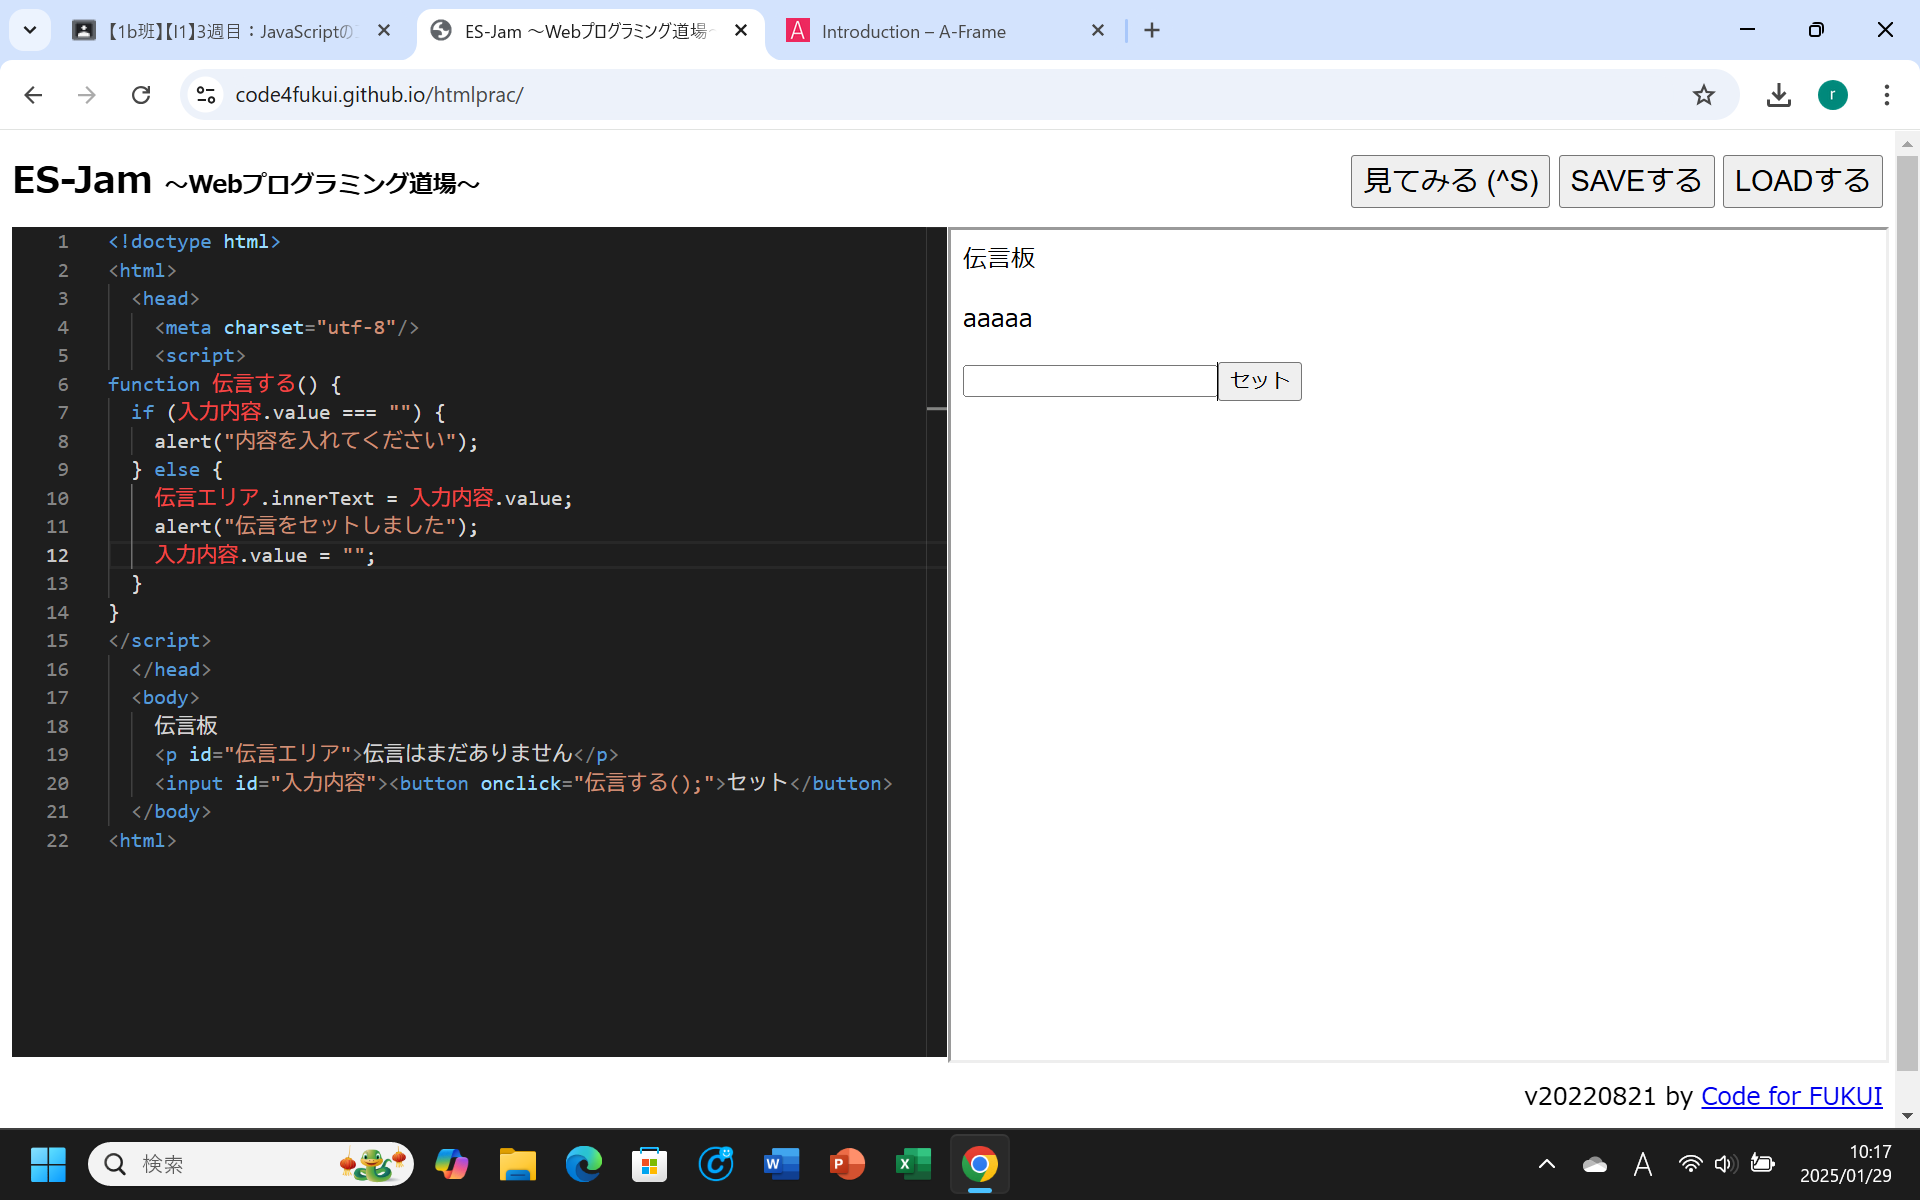 【1b班】【I1】3週目：JavaScriptの
ES-Jam 〜Webプログラミング道場〜
Introduction – A-Frame
code4fukui.github.io/htmlprac/
r
ES-Jam 〜Webプログラミング道場〜
見てみる (^S)
SAVEする
LOADする
1 <!doctype html>
2 <html>
3 <head>
4 <meta charset="utf-8"/>
5 <script>
6 function 伝言する() {
7 if (入力内容.value === "") {
8 alert("内容を入れてください");
9 } else {
10 伝言エリア.innerText = 入力内容.value;
11 alert("伝言をセットしました");
12 入力内容.value = "";
13 }
14 }
15 </script>
16 </head>
17 <body>
18 伝言板
19 <p id="伝言エリア">伝言はまだありません</p>
20 <input id="入力内容"><button onclick="伝言する();">セット</button>
21 </body>
22 <html>
伝言板
aaaaa
セット
v20220821 by Code for FUKUI
検索
A
10:17
2025/01/29